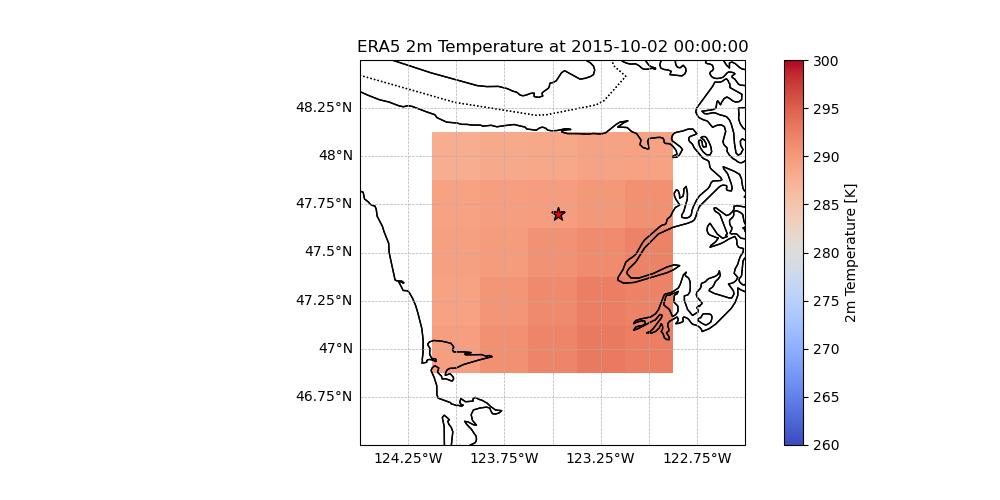 ERA5 2m Temperature at 2015-10-02 00:00:00
48.25°N
48°N
47.75°N
47.5°N
47.25°N
47°N
46.75°N
124.25°W
123.75°W
123.25°W
122.75°W
300
295
290
285
280
275
270
265
260
2m Temperature [K]